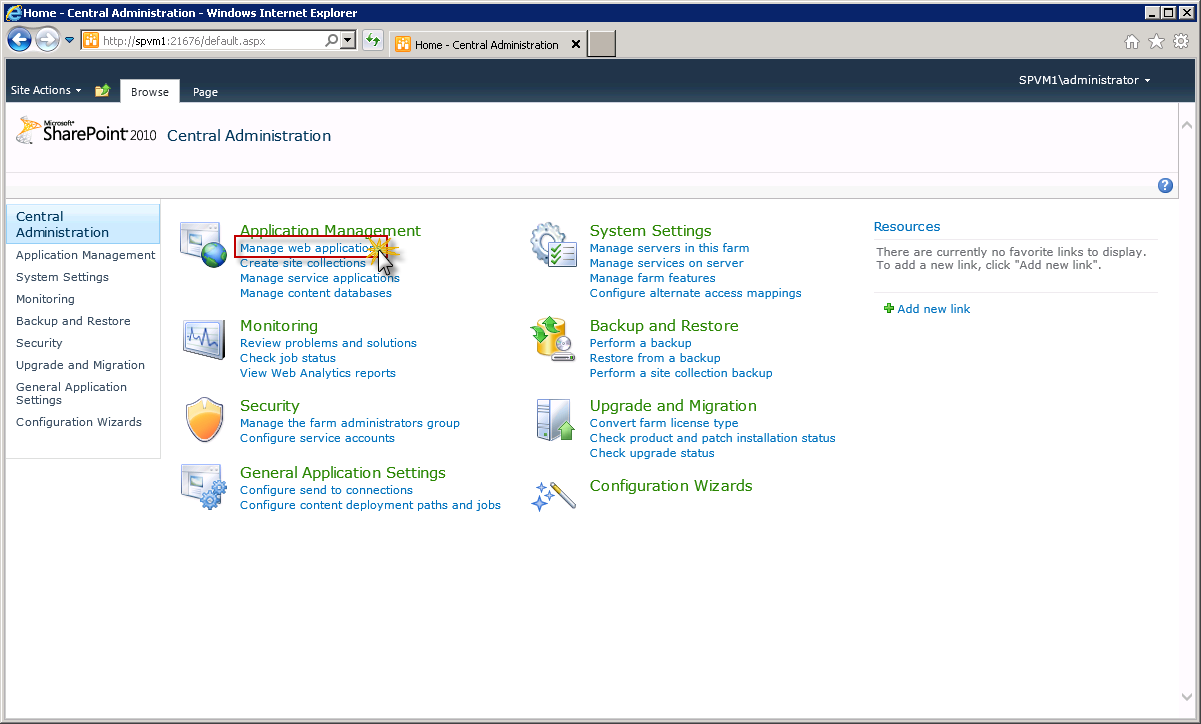 Home - Central Administration - Windows Internet Explorer
http://spvm1:21676/default.aspx
Home - Central Administration
Site Actions
Browse
Page
SPVM1\administrator
Microsoft
SharePoint 2010
Central Administration
Central
Administration
Application Management
System Settings
Monitoring
Backup and Restore
Security
Upgrade and Migration
General Application
Settings
Configuration Wizards
Application Management
Manage web application
Create site collections
Manage service applications
Manage content databases
Monitoring
Review problems and solutions
Check job status
View Web Analytics reports
Security
Manage the farm administrators group
Configure service accounts
General Application Settings
Configure send to connections
Configure content deployment paths and jobs
System Settings
Manage servers in this farm
Manage services on server
Manage farm features
Configure alternate access mappings
Backup and Restore
Perform a backup
Restore from a backup
Perform a site collection backup
Upgrade and Migration
Convert farm license type
Check product and patch installation status
Check upgrade status
Configuration Wizards
Resources
There are currently no favorite links to display.
To add a new link, click "Add new link".
Add new link